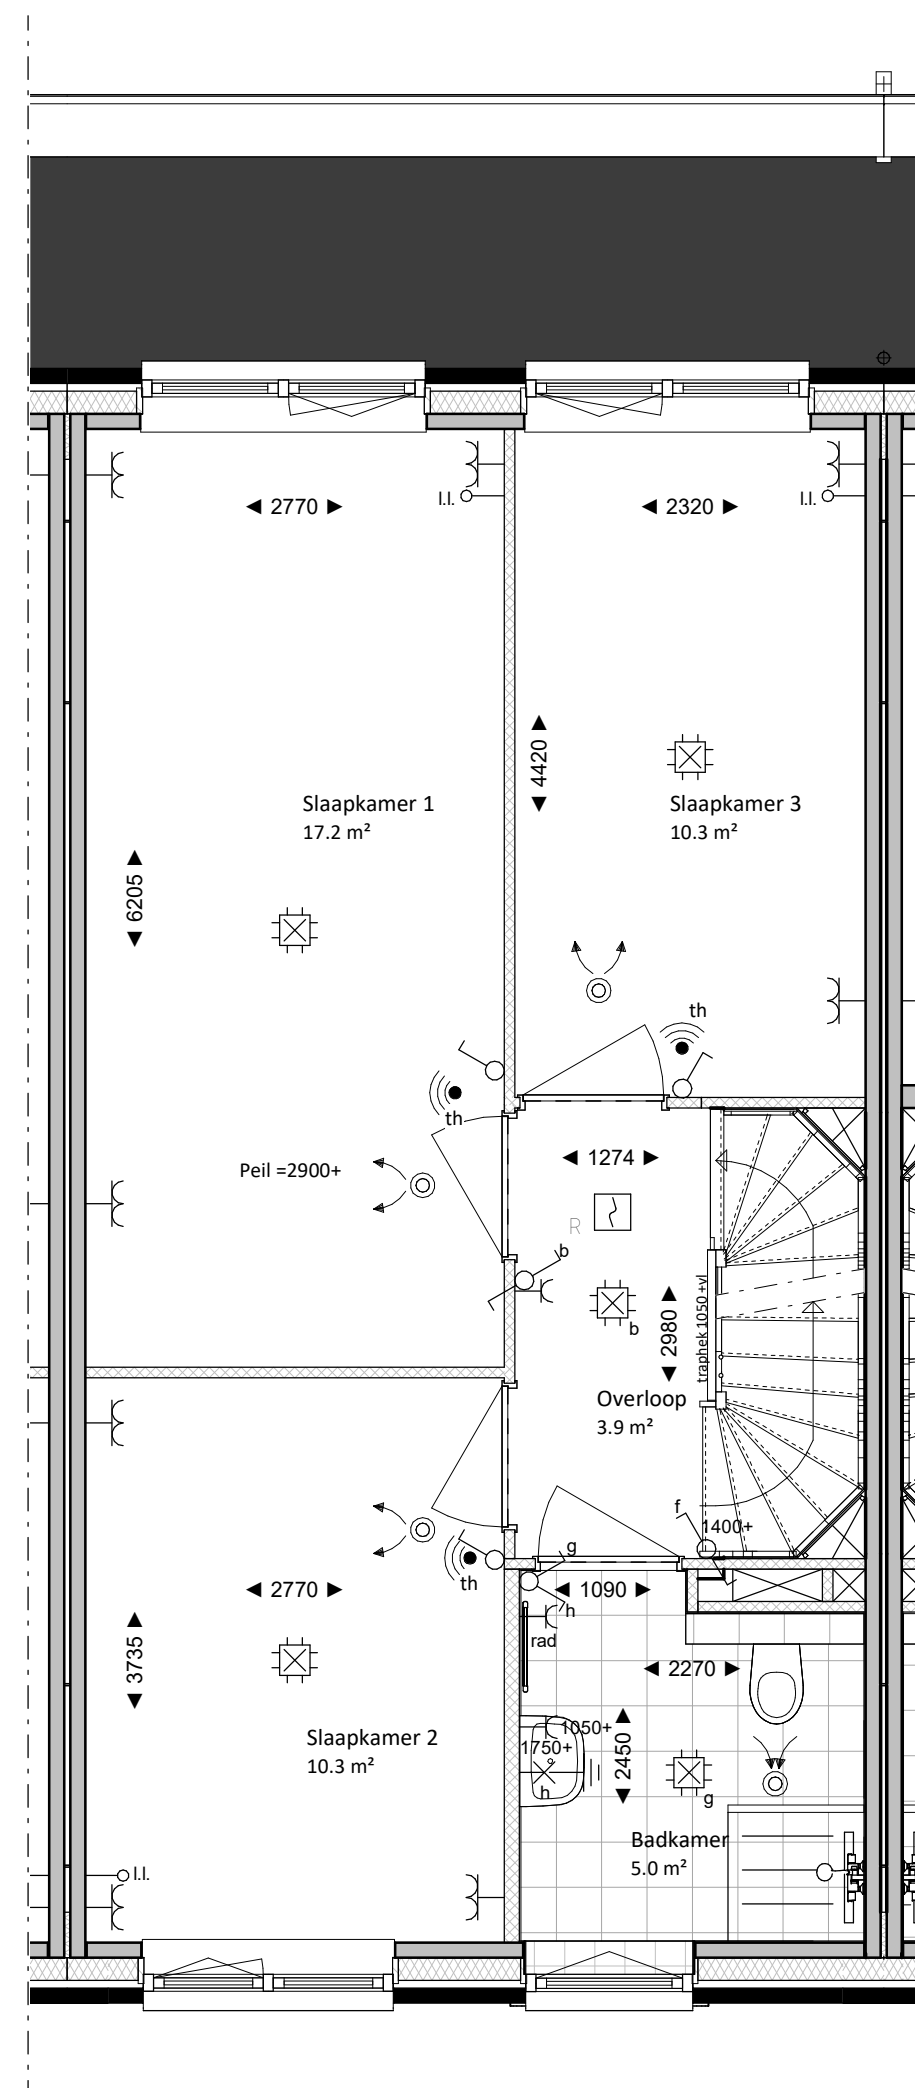 ◄ 2770 ►
◄ 2320 ►
l.l.
l.l.
◄ 4420 ►
Slaapkamer 1
17.2 m²
Slaapkamer 3
10.3 m²
◄ 6205 ►
th
th
Peil =2900+
◄ 1274 ►
R
b
b
◄ 2980 ►
traphek 1050 +vl
Overloop
3.9 m²
f
1400+
g
th
◄ 2770 ►
◄ 1090 ►
h
◄ 3735 ►
rad
◄ 2270 ►
Slaapkamer 2
10.3 m²
1050+
1750+
◄ 2450 ►
h
g
Badkamer
5.0 m²
l.l.